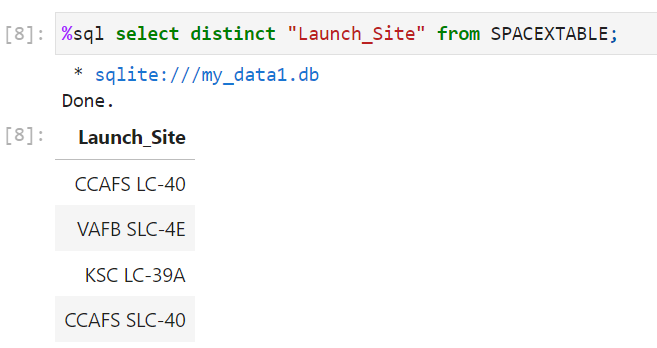 [8]: %sql select distinct "Launch_Site" from SPACEXTABLE;
* sqlite:///my_data1.db
Done.
[8]: Launch_Site
CCAFS LC-40
VAFB SLC-4E
KSC LC-39A
CCAFS SLC-40